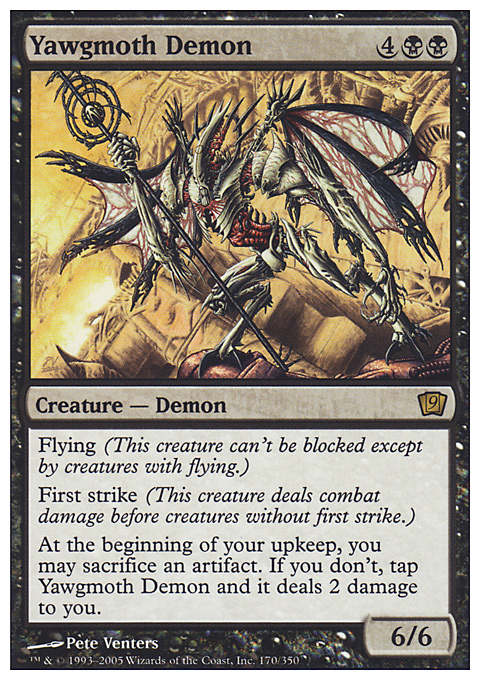 Yawgmoth Demon 4
Creature — Demon 9
Flying (This creature can't be blocked except
by creatures with flying.)
First strike (This creature deals combat
damage before creatures without first strike.)
At the beginning of your upkeep, you
may sacrifice an artifact. If you don't, tap
Yawgmoth Demon and it deals 2 damage
to you.
Pete Venters
6/6
™ & © 1993–2005 Wizards of the Coast, Inc. 170/350